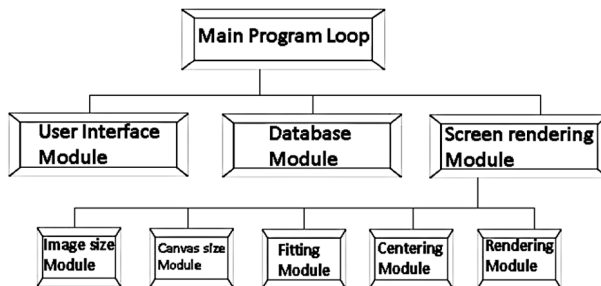 Main Program Loop
User Interface
Module
Database
Module
Screen rendering
Module
Image size
Module
Canvas size
Module
Fitting
Module
Centering
Module
Rendering
Module